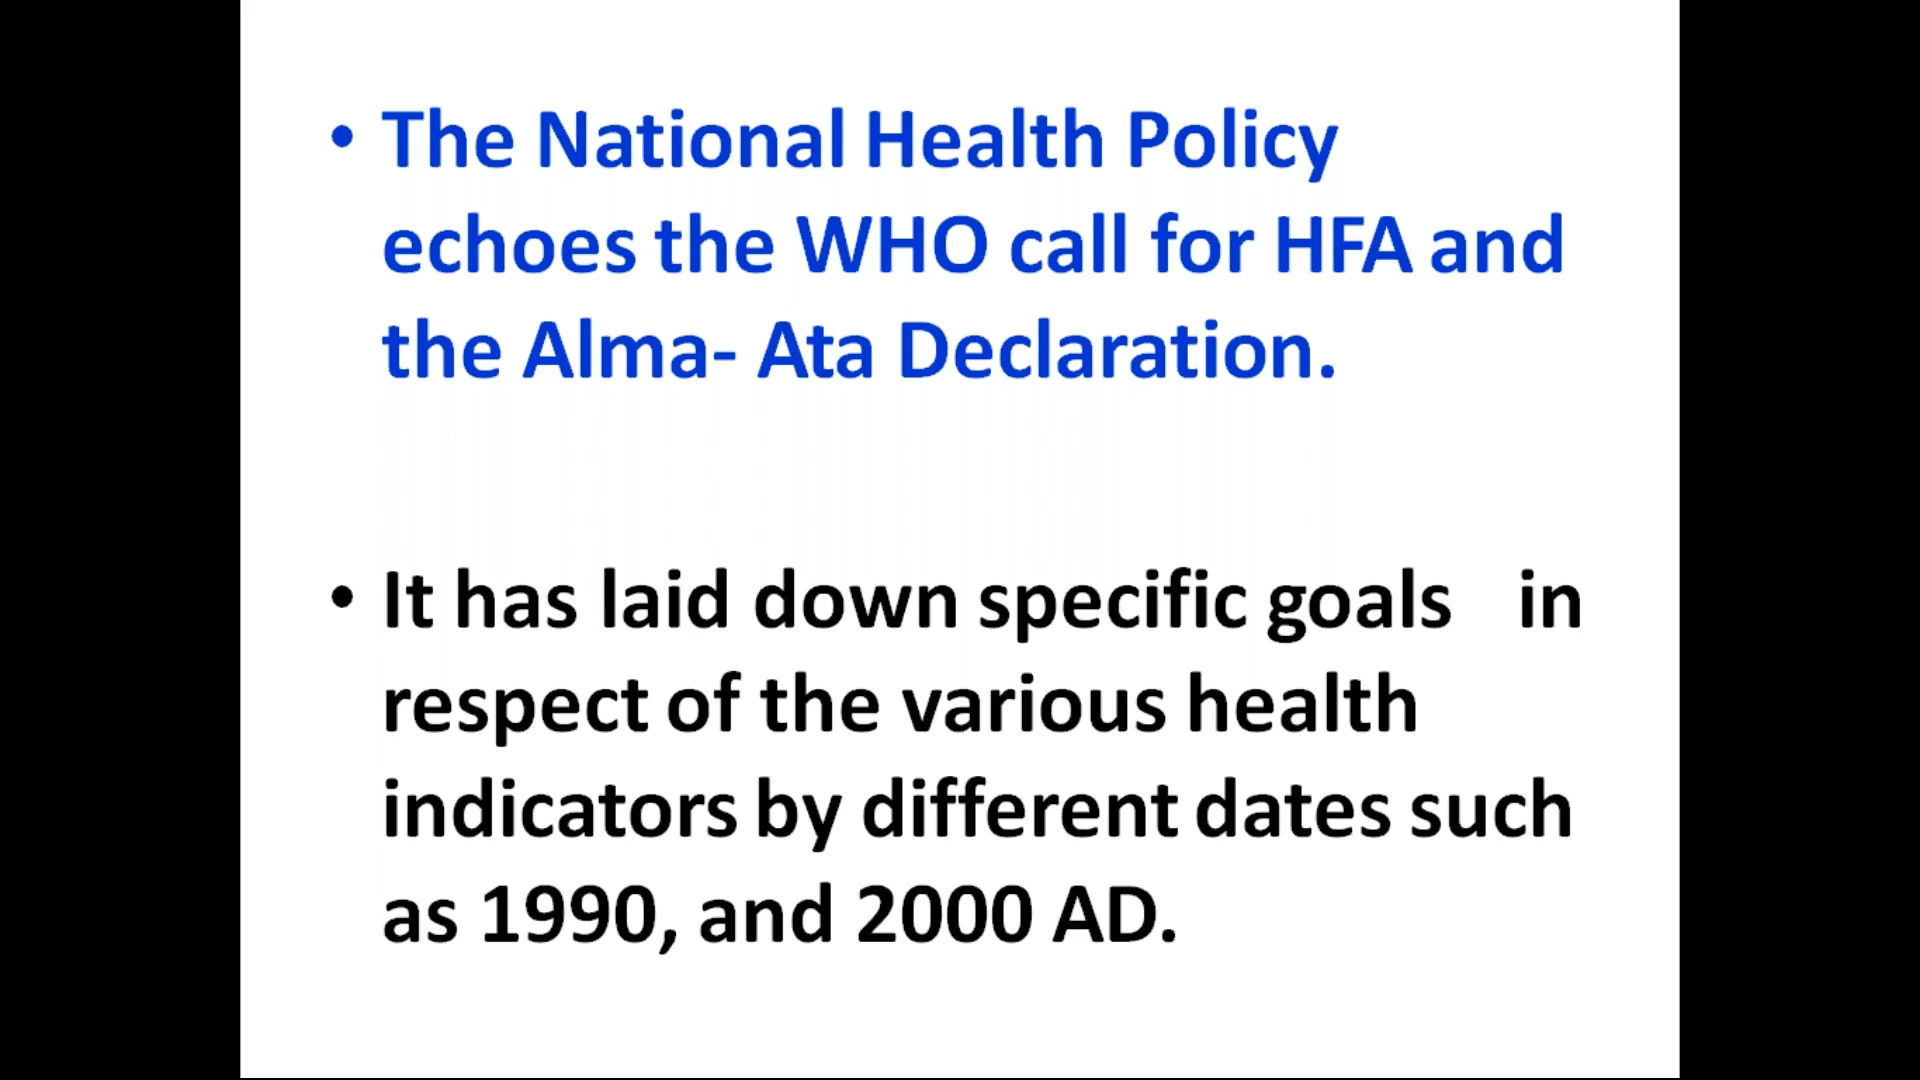 • The National Health Policy
echoes the WHO call for HFA and
the Alma- Ata Declaration.
• It has laid down specific goals in
respect of the various health
indicators by different dates such
as 1990, and 2000 AD.